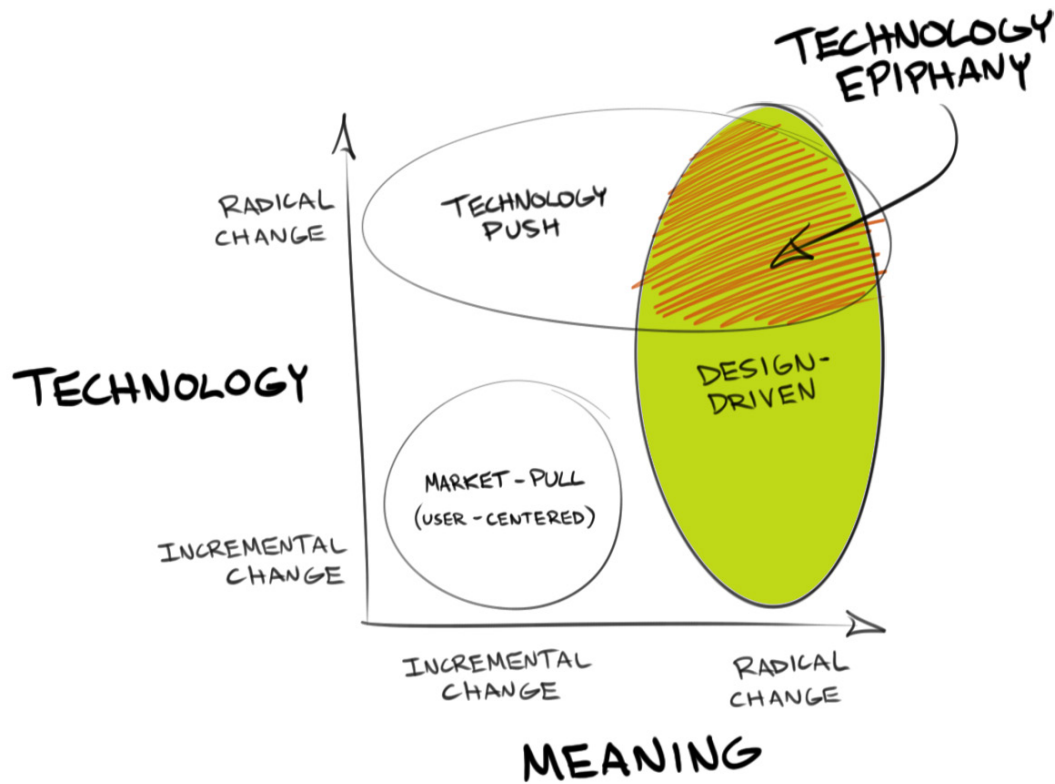 TECHNOLOGY
EPIPHANY
RADICAL
CHANGE
TECHNOLOGY
PUSH
TECHNOLOGY
DESIGN-
DRIVEN
MARKET-PULL
(USER-CENTERED)
INCREMENTAL
CHANGE
INCREMENTAL
CHANGE
RADICAL
CHANGE
MEANING